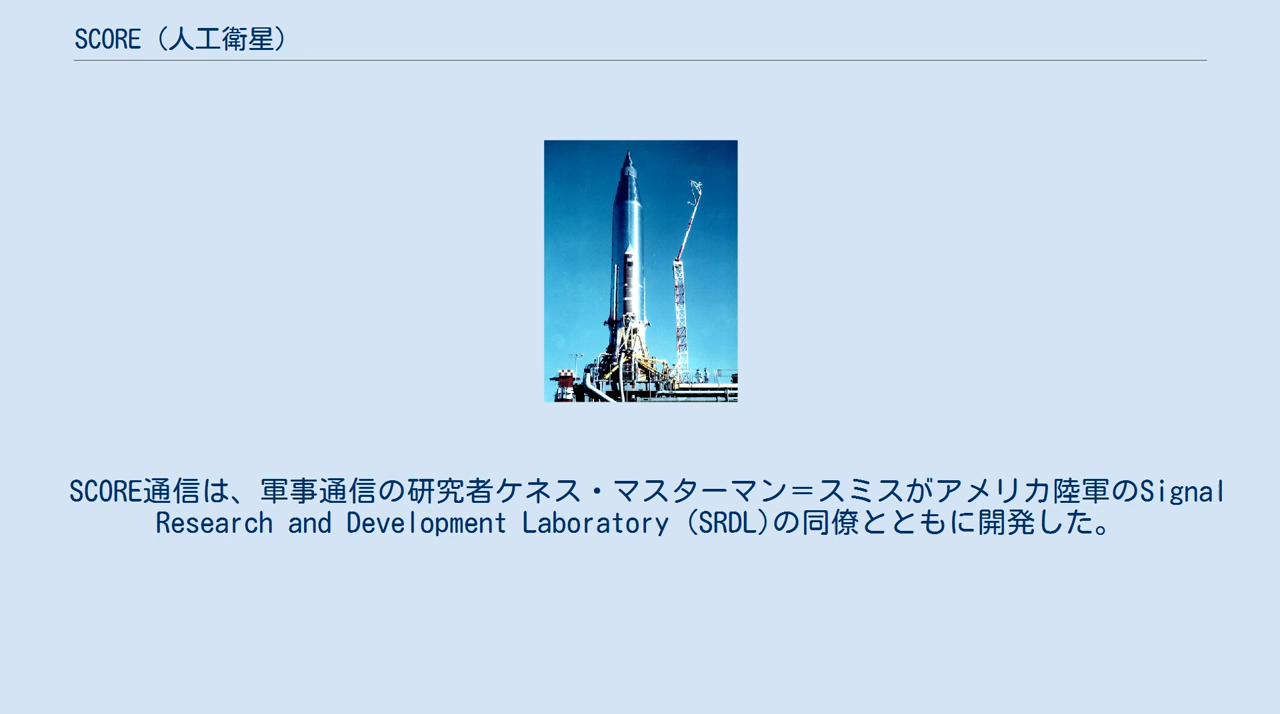 SCORE（人工衛星）
SCORE通信は、軍事通信の研究者ケネス・マスターマン＝スミスがアメリカ陸軍のSignal
Research and Development Laboratory (SRDL)の同僚とともに開発した。